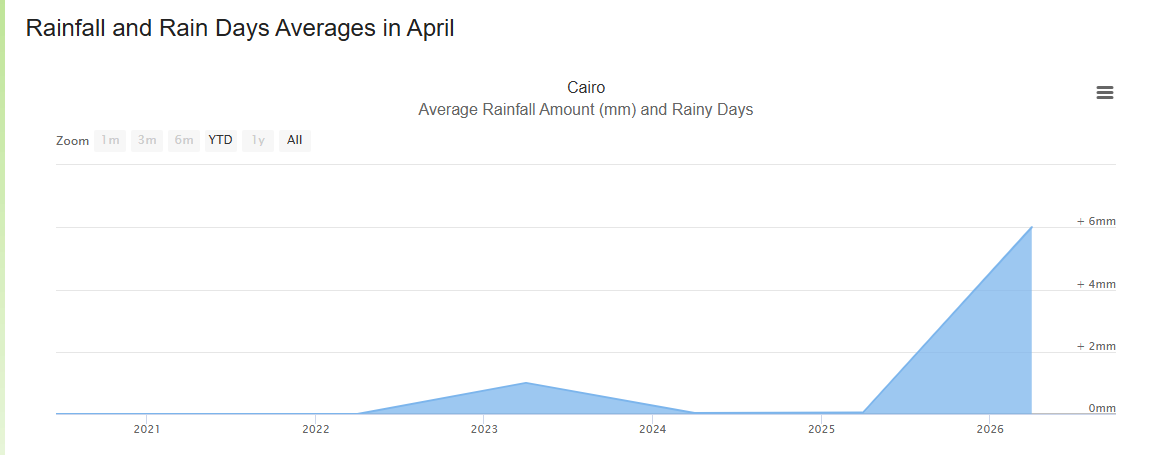 Rainfall and Rain Days Averages in April
Cairo
Average Rainfall Amount (mm) and Rainy Days
Zoom 1m 3m 6m YTD 1y All
+ 6mm
+ 4mm
+ 2mm
0mm
2021 2022 2023 2024 2025 2026